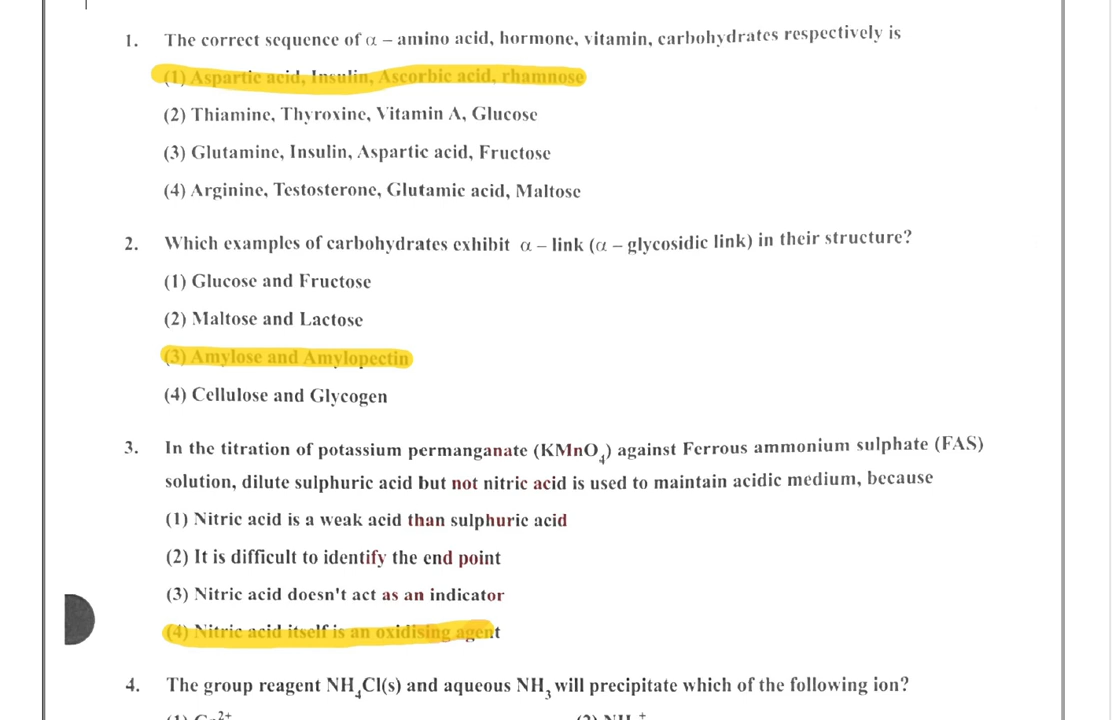 1. The correct sequence of α – amino acid, hormone, vitamin, carbohydrates respectively is
(1) Aspartic acid, Insulin, Ascorbic acid, rhamnose
(2) Thiamine, Thyroxine, Vitamin A, Glucose
(3) Glutamine, Insulin, Aspartic acid, Fructose
(4) Arginine, Testosterone, Glutamic acid, Maltose
2. Which examples of carbohydrates exhibit α – link (α – glycosidic link) in their structure?
(1) Glucose and Fructose
(2) Maltose and Lactose
(3) Amylose and Amylopectin
(4) Cellulose and Glycogen
3. In the titration of potassium permanganate (KMnO₄) against Ferrous ammonium sulphate (FAS)
solution, dilute sulphuric acid but not nitric acid is used to maintain acidic medium, because
(1) Nitric acid is a weak acid than sulphuric acid
(2) It is difficult to identify the end point
(3) Nitric acid doesn't act as an indicator
(4) Nitric acid itself is an oxidising agent
4. The group reagent NH₄Cl(s) and aqueous NH₃ will precipitate which of the following ion?